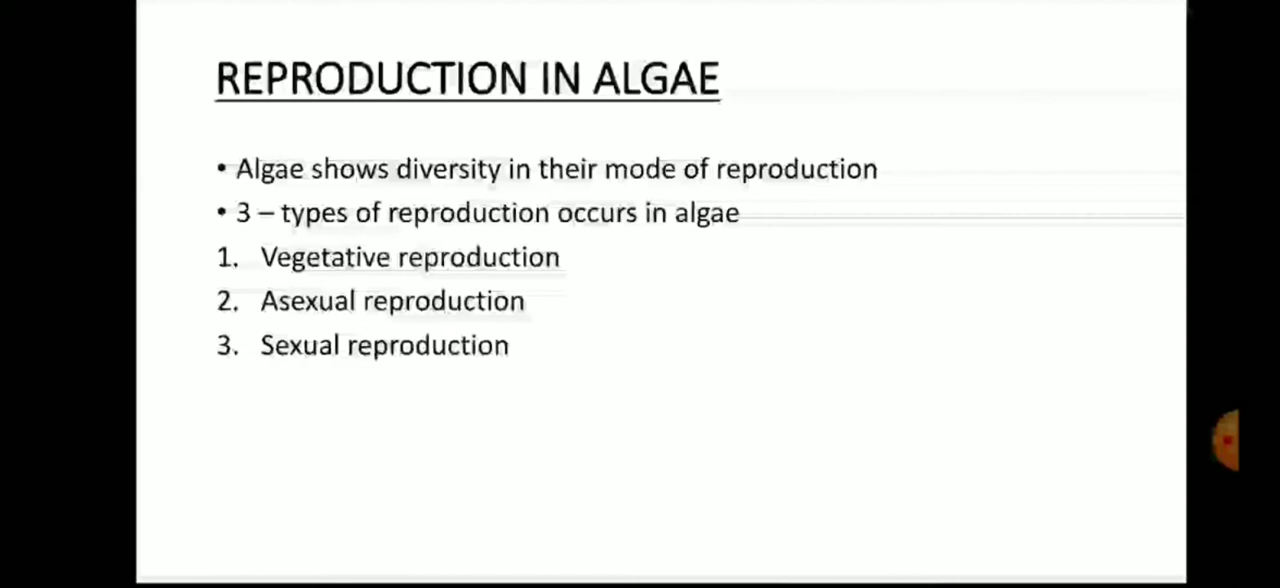 REPRODUCTION IN ALGAE
• Algae shows diversity in their mode of reproduction
• 3 – types of reproduction occurs in algae
1. Vegetative reproduction
2. Asexual reproduction
3. Sexual reproduction